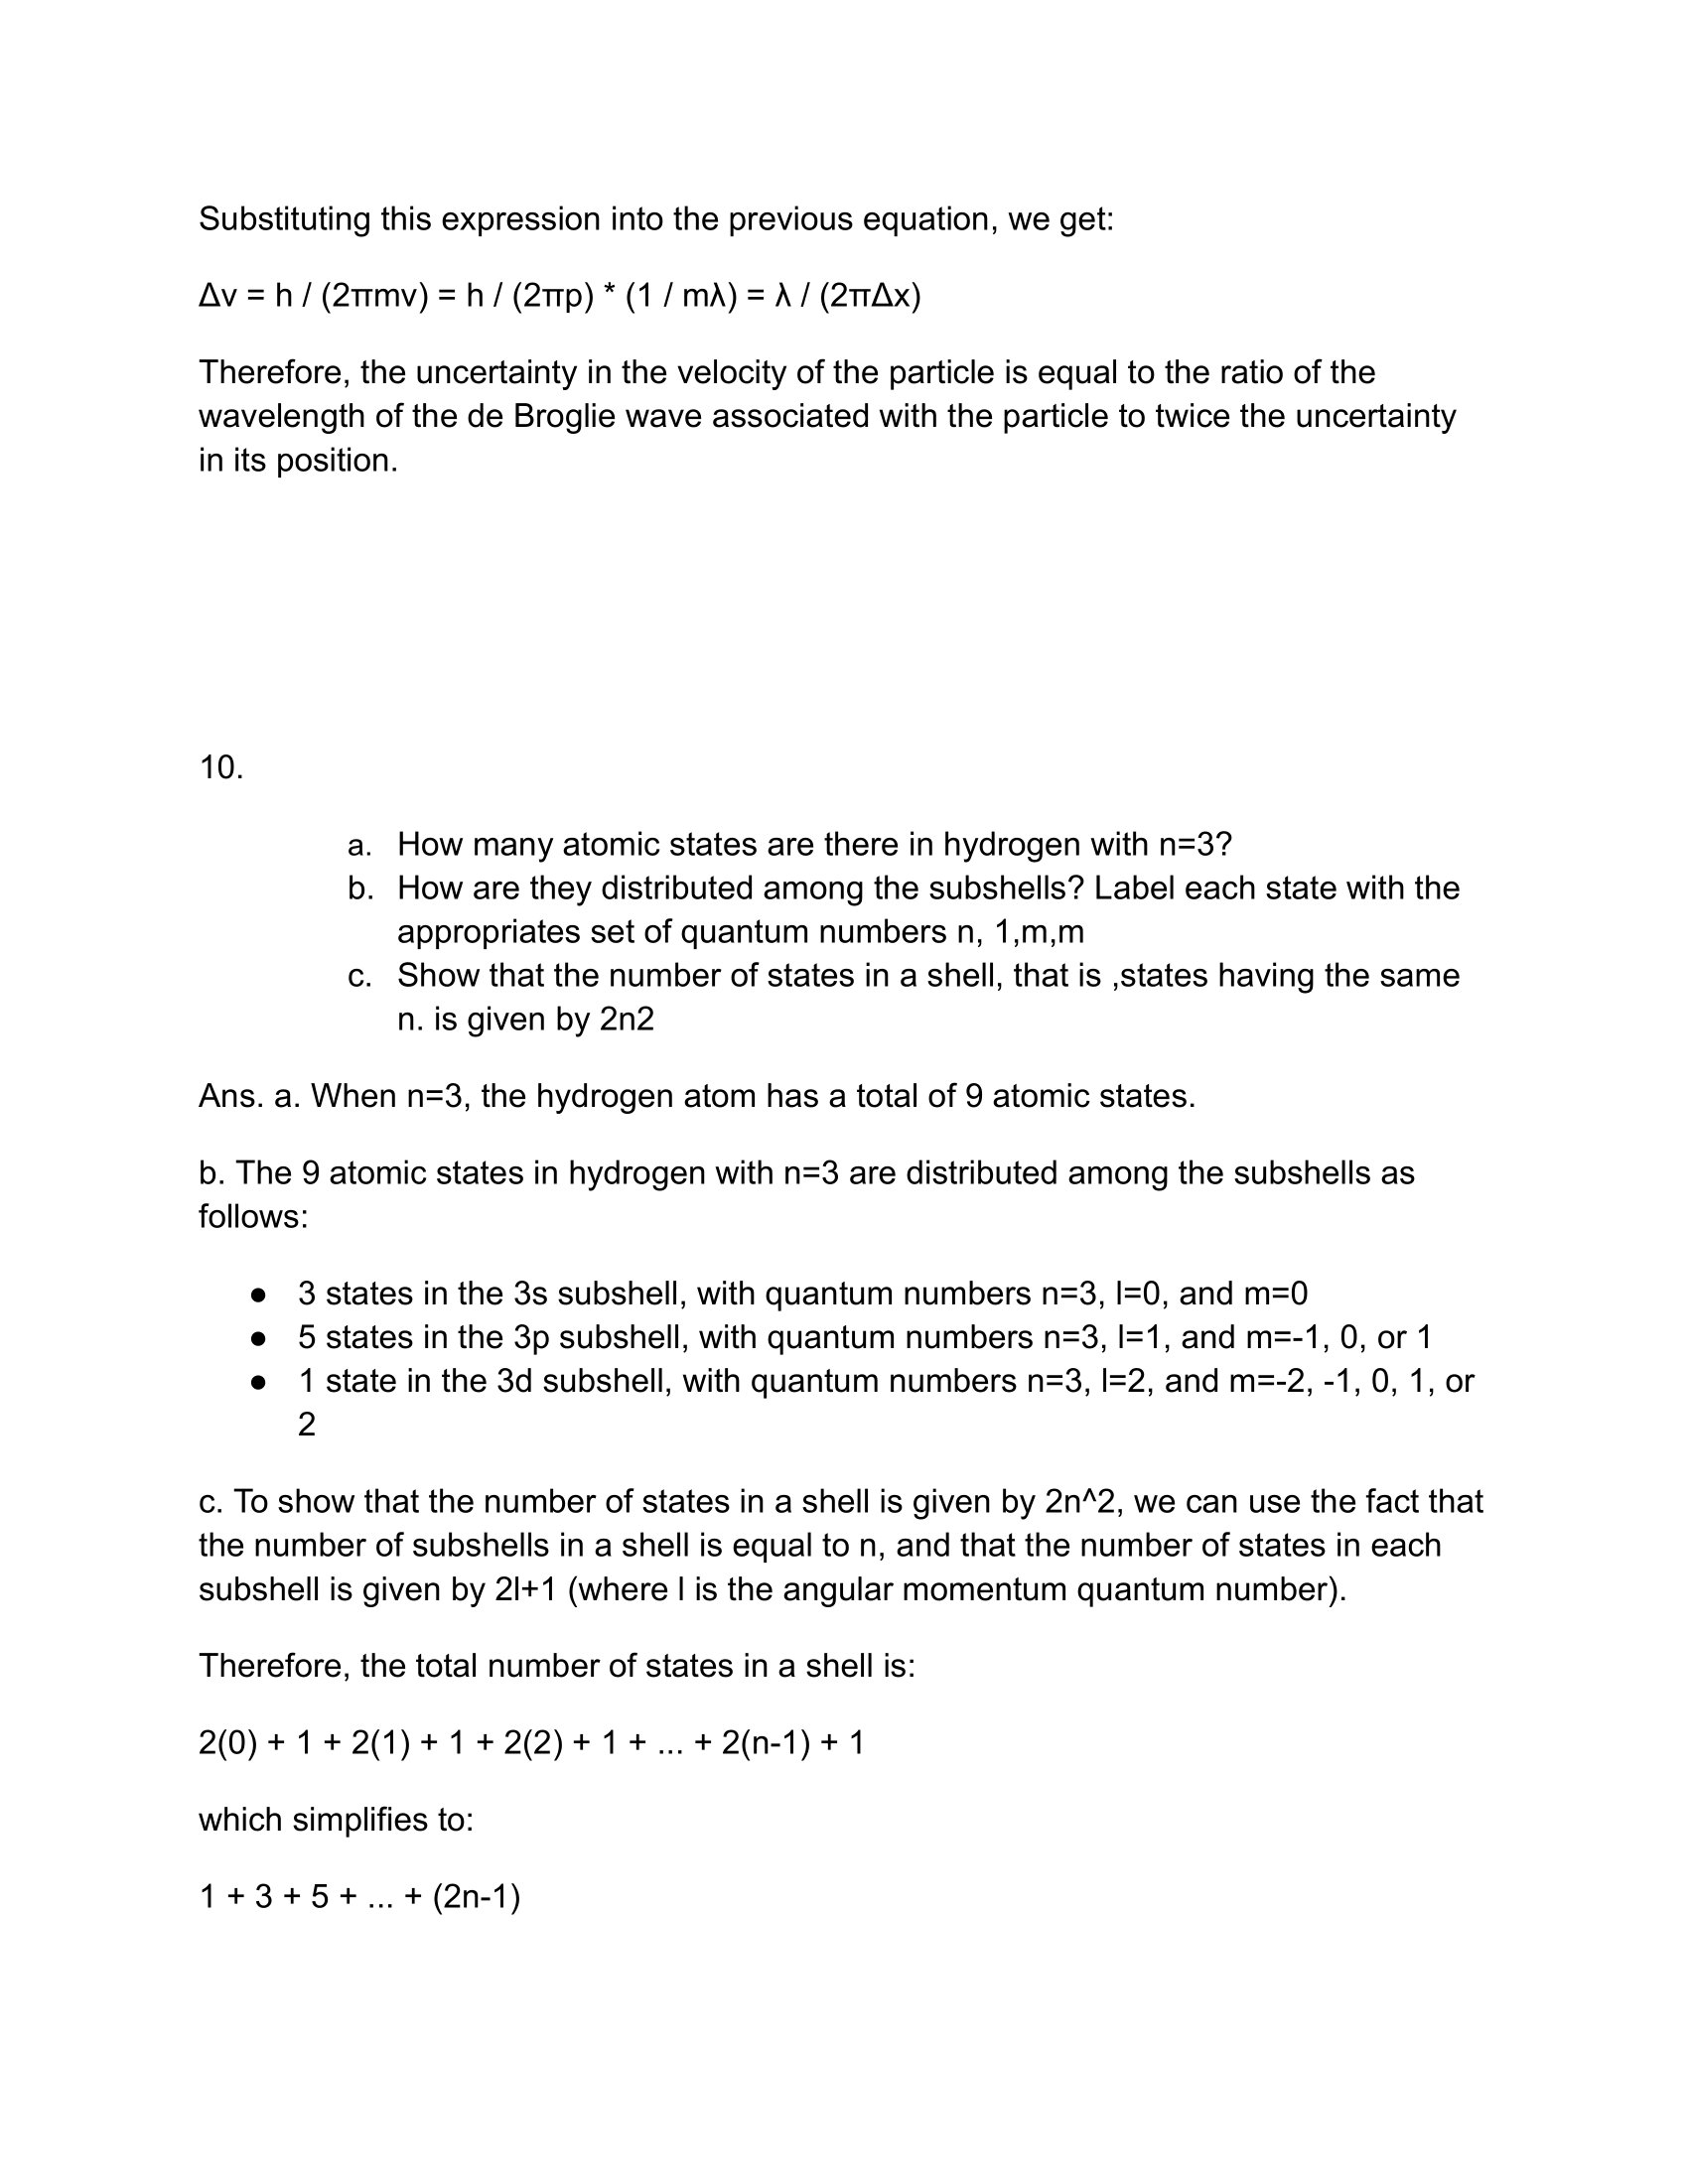 Substituting this expression into the previous equation, we get:
Δv = h / (2πmv) = h / (2πp) * (1 / mλ) = λ / (2πΔx)
Therefore, the uncertainty in the velocity of the particle is equal to the ratio of the
wavelength of the de Broglie wave associated with the particle to twice the uncertainty
in its position.
10.
a. How many atomic states are there in hydrogen with n=3?
b. How are they distributed among the subshells? Label each state with the
appropriates set of quantum numbers n, 1,m,m
c. Show that the number of states in a shell, that is ,states having the same
n. is given by 2n2
Ans. a. When n=3, the hydrogen atom has a total of 9 atomic states.
b. The 9 atomic states in hydrogen with n=3 are distributed among the subshells as
follows:
● 3 states in the 3s subshell, with quantum numbers n=3, l=0, and m=0
● 5 states in the 3p subshell, with quantum numbers n=3, l=1, and m=-1, 0, or 1
● 1 state in the 3d subshell, with quantum numbers n=3, l=2, and m=-2, -1, 0, 1, or
2
c. To show that the number of states in a shell is given by 2n^2, we can use the fact that
the number of subshells in a shell is equal to n, and that the number of states in each
subshell is given by 2l+1 (where l is the angular momentum quantum number).
Therefore, the total number of states in a shell is:
2(0) + 1 + 2(1) + 1 + 2(2) + 1 + ... + 2(n-1) + 1
which simplifies to:
1 + 3 + 5 + ... + (2n-1)